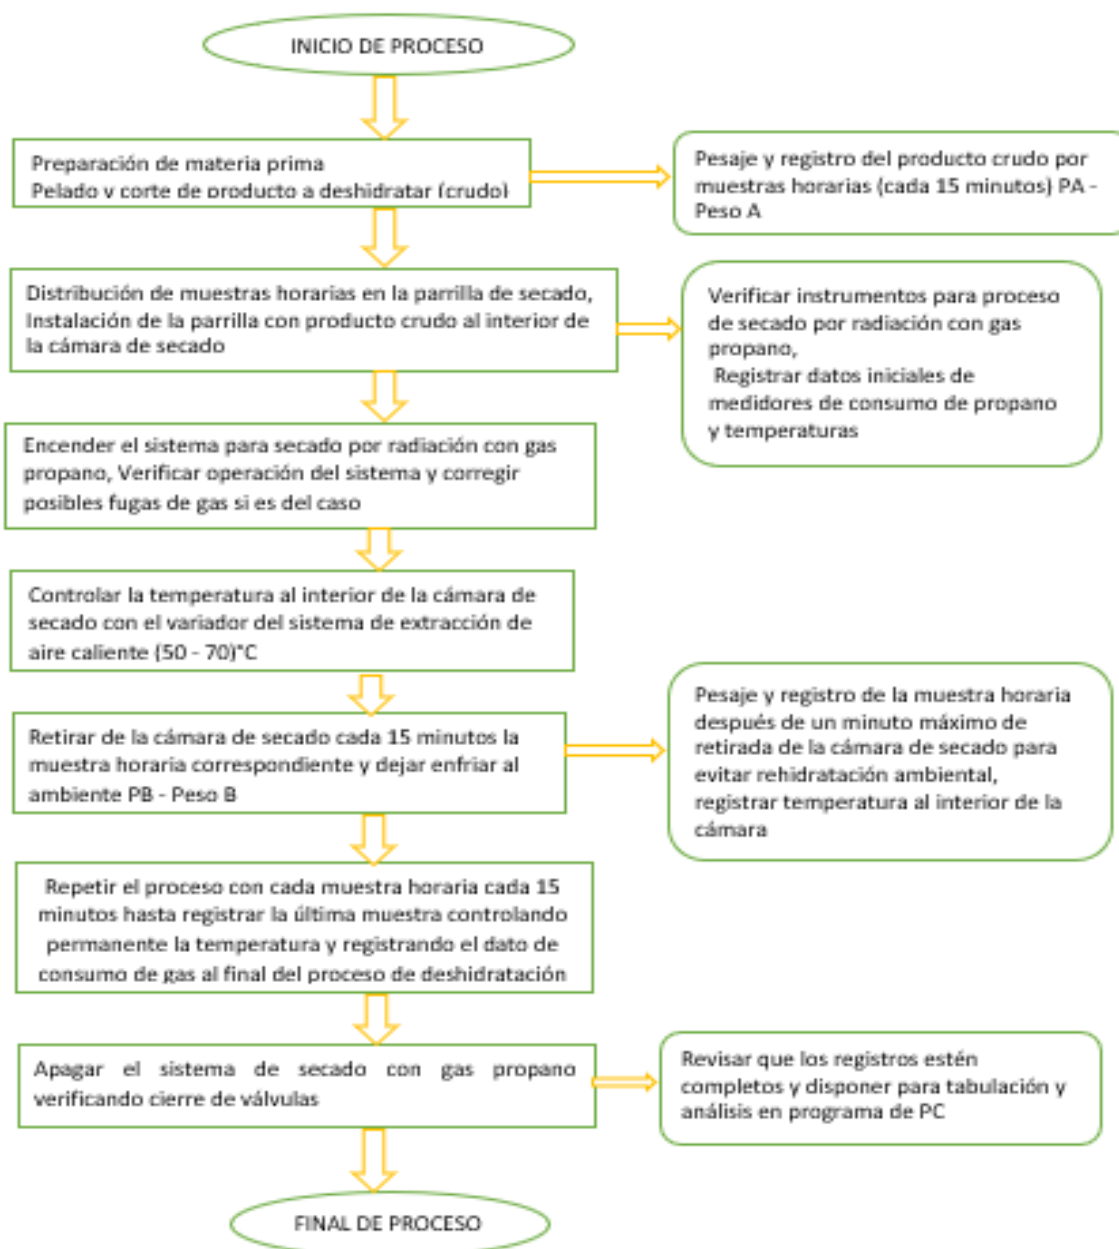 INICIO DE PROCESO
Preparación de materia prima
Pelado y corte de producto a deshidratar (crudo)
Pesaje y registro del producto crudo por
muestras horarias (cada 15 minutos) PA -
Peso A
Distribución de muestras horarias en la parrilla de secado,
Instalación de la parrilla con producto crudo al interior de
la cámara de secado
Verificar instrumentos para proceso
de secado por radiación con gas
propano,
Registrar datos iniciales de
medidores de consumo de propano
y temperaturas
Encender el sistema para secado por radiación con gas
propano, Verificar operación del sistema y corregir
posibles fugas de gas si es del caso
Controlar la temperatura al interior de la cámara de
secado con el variador del sistema de extracción de
aire caliente (50 - 70)°C
Retirar de la cámara de secado cada 15 minutos la
muestra horaria correspondiente y dejar enfriar al
ambiente PB - Peso B
Pesaje y registro de la muestra horaria
después de un minuto máximo de
retirada de la cámara de secado para
evitar rehidratación ambiental,
registrar temperatura al interior de la
cámara
Repetir el proceso con cada muestra horaria cada 15
minutos hasta registrar la última muestra controlando
permanente la temperatura y registrando el dato de
consumo de gas al final del proceso de deshidratación
Apagar el sistema de secado con gas propano
verificando cierre de válvulas
Revisar que los registros estén
completos y disponer para tabulación y
análisis en programa de PC
FINAL DE PROCESO